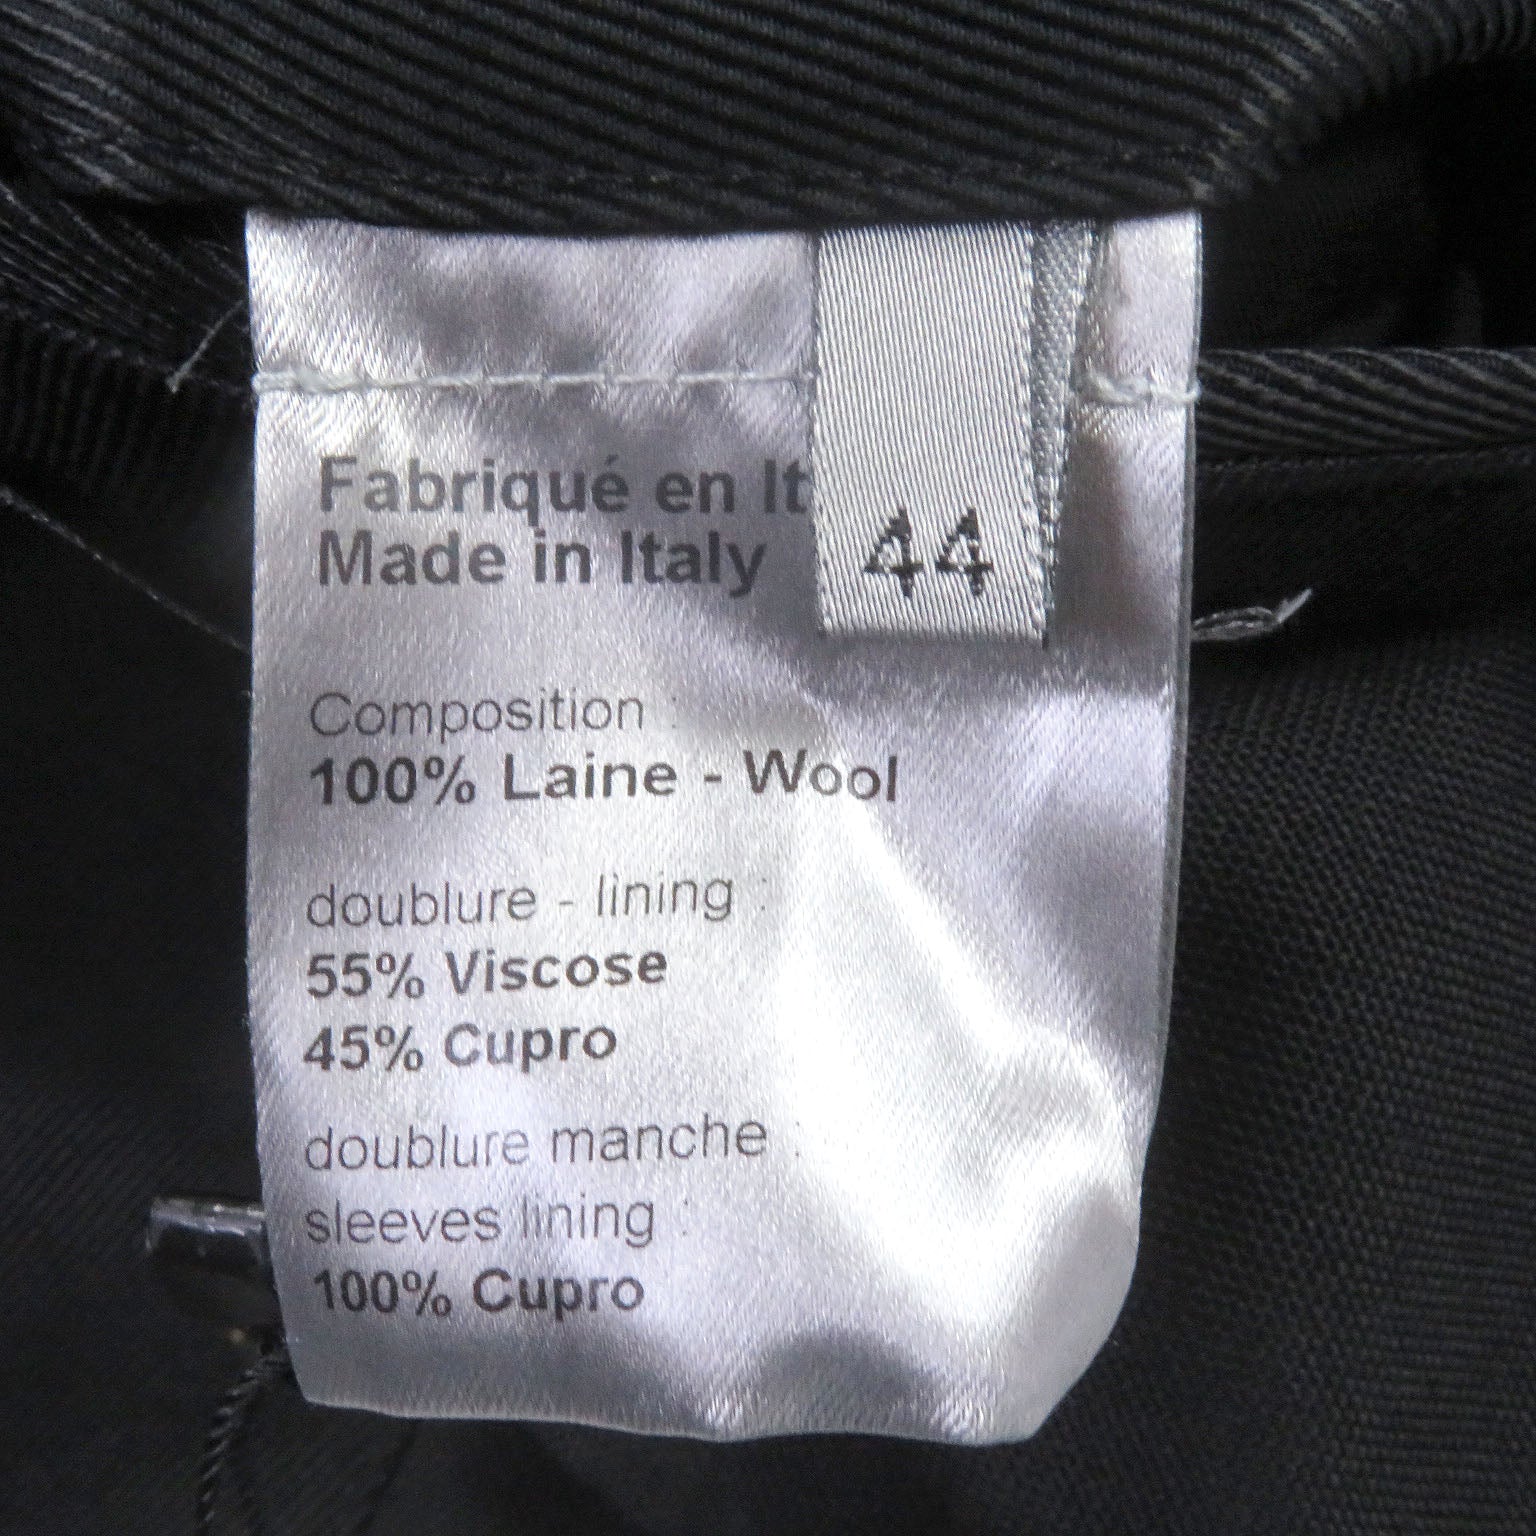 Fabriqué en It
Made in Italy
44
Composition :
100% Laine - Wool
doublure - lining :
55% Viscose
45% Cupro
doublure manche :
sleeves lining :
100% Cupro